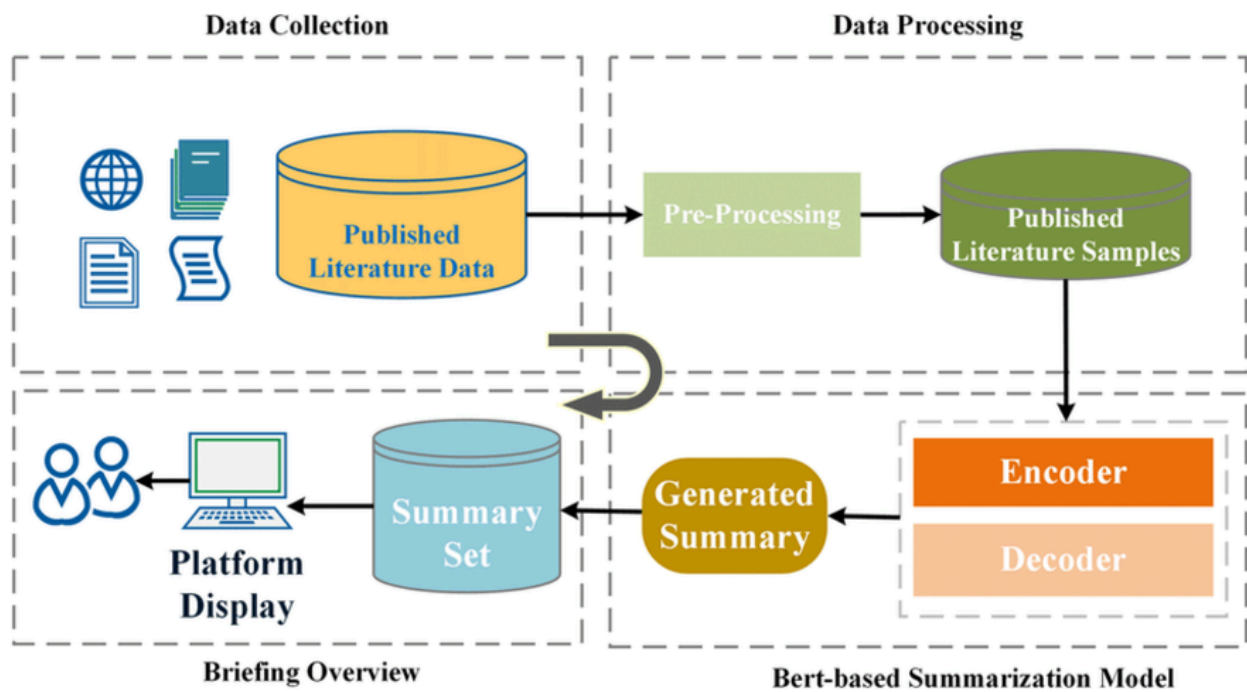 Data Collection
Data Processing
Published
Literature Data
Pre-Processing
Published
Literature Samples
Encoder
Decoder
Generated
Summary
Summary
Set
Platform
Display
Briefing Overview
Bert-based Summarization Model